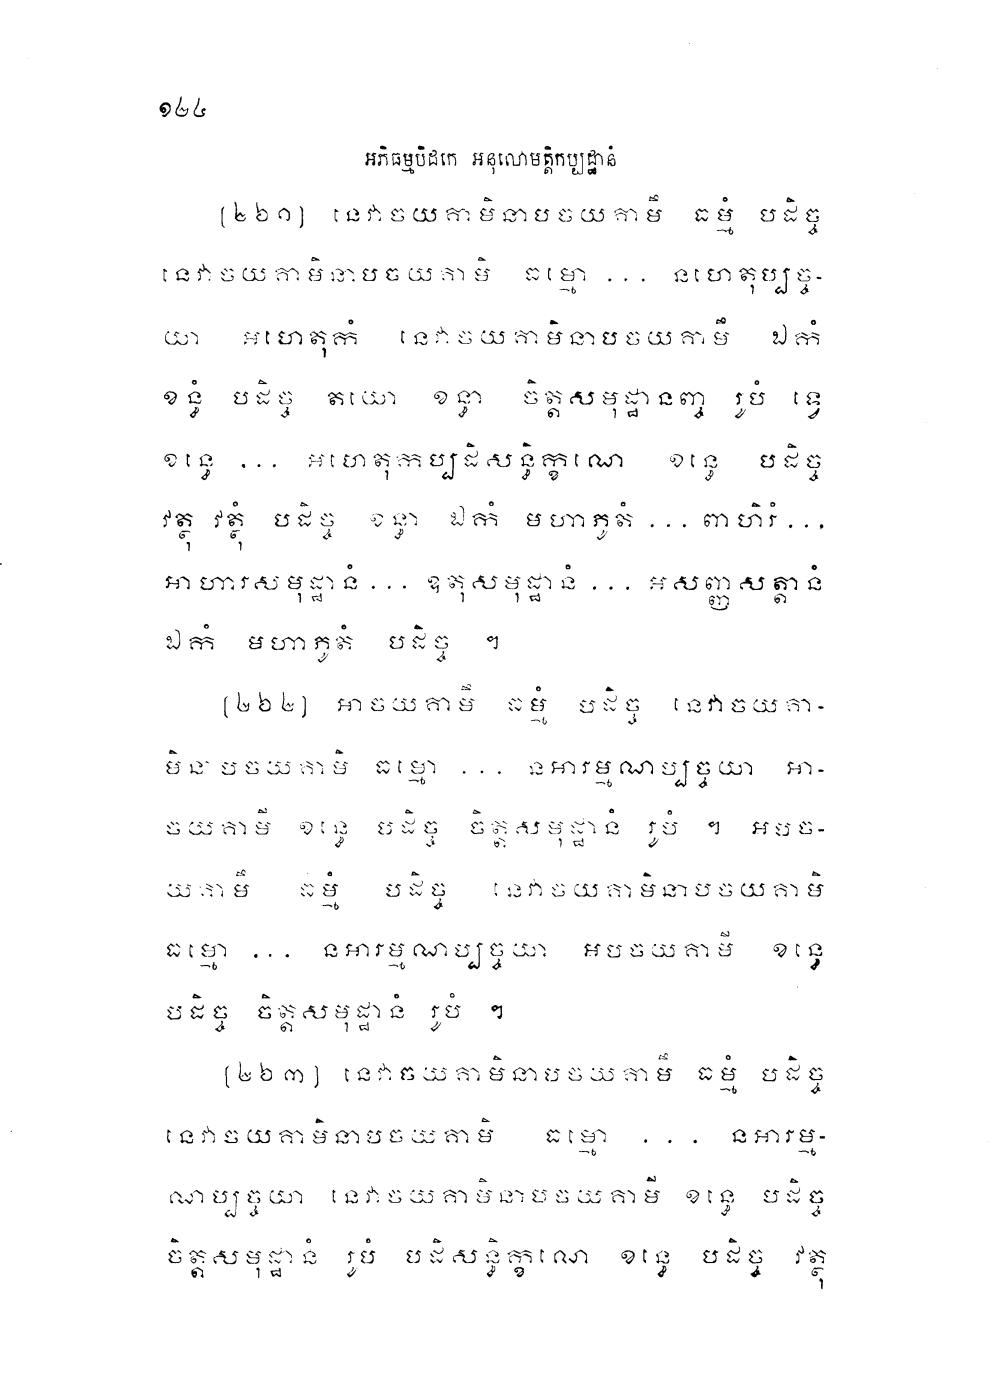 ១២៤
អភិធម្មបិដកេ អនុលោមត្តិកប្បដ្ឋានំ
(២២១) នេវាចយគាមិនាបចយគាមឹ ធម្មំ បដិច្ច
នេវាចយគាមិនាបចយគាមិ ធម្មោ ... នហេតុប្បច្ច-
យា អហេតុកំ នេវាចយគាមិនាបចយគាមឹ ឯកំ
ខន្ធំ បដិច្ច តយោ ខន្ធា ចិត្តសមុដ្ឋានញ្ច រូបំ ទ្វេ
ខន្ធេ ... អហេតុកប្បដិសន្ធិក្ខណេ ខន្ធេ បដិច្ច
វត្ថុ វត្ថុំ បដិច្ច ខន្ធា ឯកំ មហាភូតំ ... ពាហិរំ ...
អាហារសមុដ្ឋានំ ... ឧតុសមុដ្ឋានំ ... អសញ្ញសត្តានំ
ឯកំ មហាភូតំ បដិច្ច ។
(២២២) អាចយគាមឹ ធម្មំ បដិច្ច នេវាចយគា-
មិនាបចយគាមិ ធម្មោ ... នអារម្មណប្បច្ចយា អា-
ចយគាមី ខន្ធេ បដិច្ច ចិត្តសមុដ្ឋានំ រូបំ ។ អបច-
យគាមឹ ធម្មំ បដិច្ច នេវាចយគាមិនាបចយគាមិ
ធម្មោ ... នអារម្មណប្បច្ចយា អបចយគាមី ខន្ធេ
បដិច្ច ចិត្តសមុដ្ឋានំ រូបំ ។
(២២៣) នេវាចយគាមិនាបចយគាមឹ ធម្មំ បដិច្ច
នេវាចយគាមិនាបចយគាមិ ធម្មោ ... នអារម្ម-
ណប្បច្ចយា នេវាចយគាមិនាបចយគាមី ខន្ធេ បដិច្ច
ចិត្តសមុដ្ឋានំ រូបំ បដិសន្ធិក្ខណេ ខន្ធេ បដិច្ច វត្ថុ